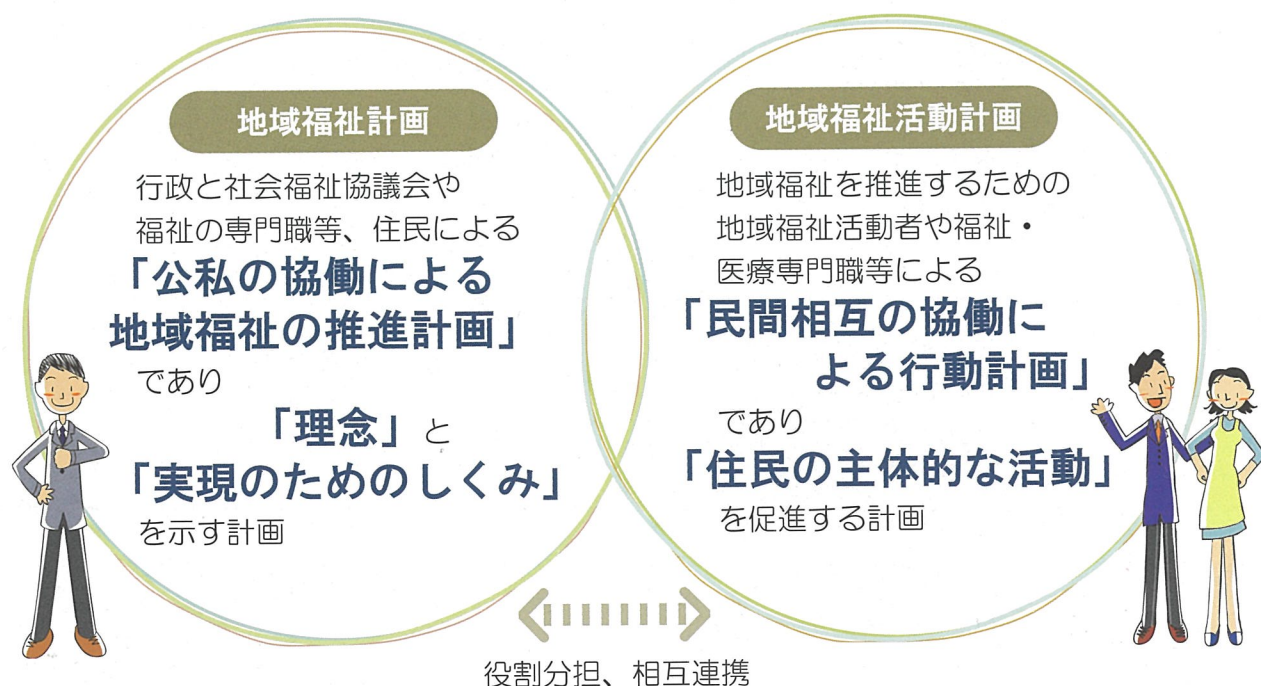 地域福祉計画
行政と社会福祉協議会や
福祉の専門職等、住民による
「公私の協働による
地域福祉の推進計画」
であり
「理念」と
「実現のためのしくみ」
を示す計画
地域福祉活動計画
地域福祉を推進するための
地域福祉活動者や福祉・
医療専門職等による
「民間相互の協働に
よる行動計画」
であり
「住民の主体的な活動」
を促進する計画
役割分担、相互連携